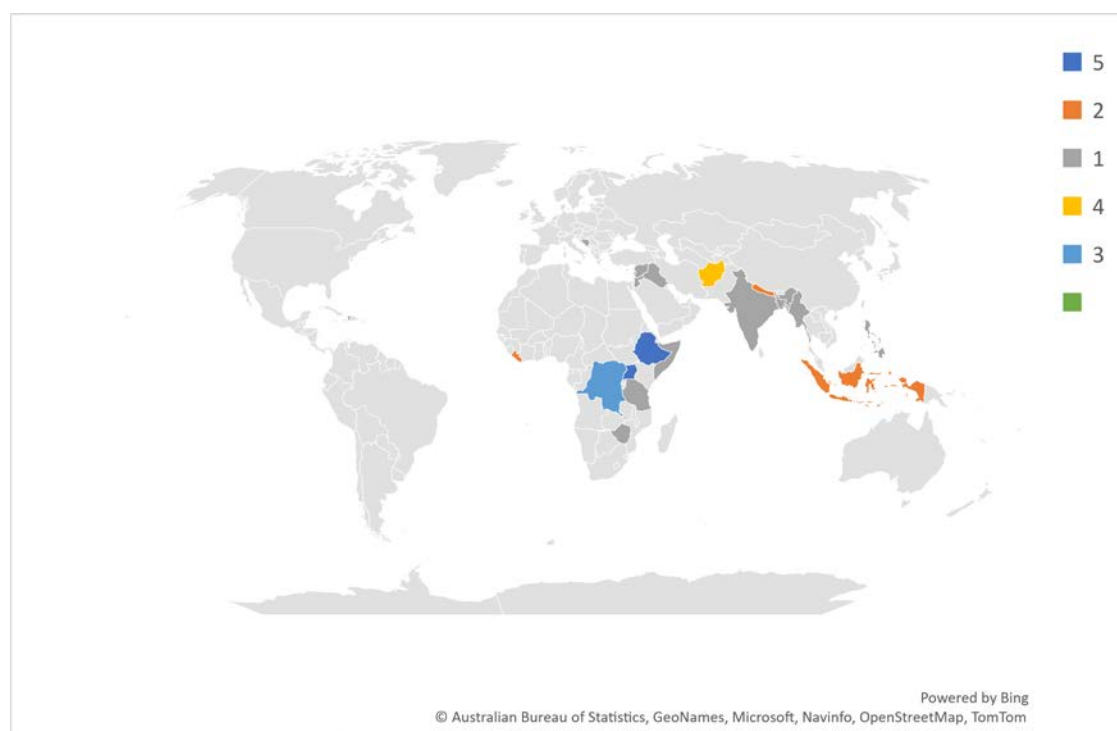 5
2
1
4
3
Powered by Bing
© Australian Bureau of Statistics, GeoNames, Microsoft, Navinfo, OpenStreetMap, TomTom